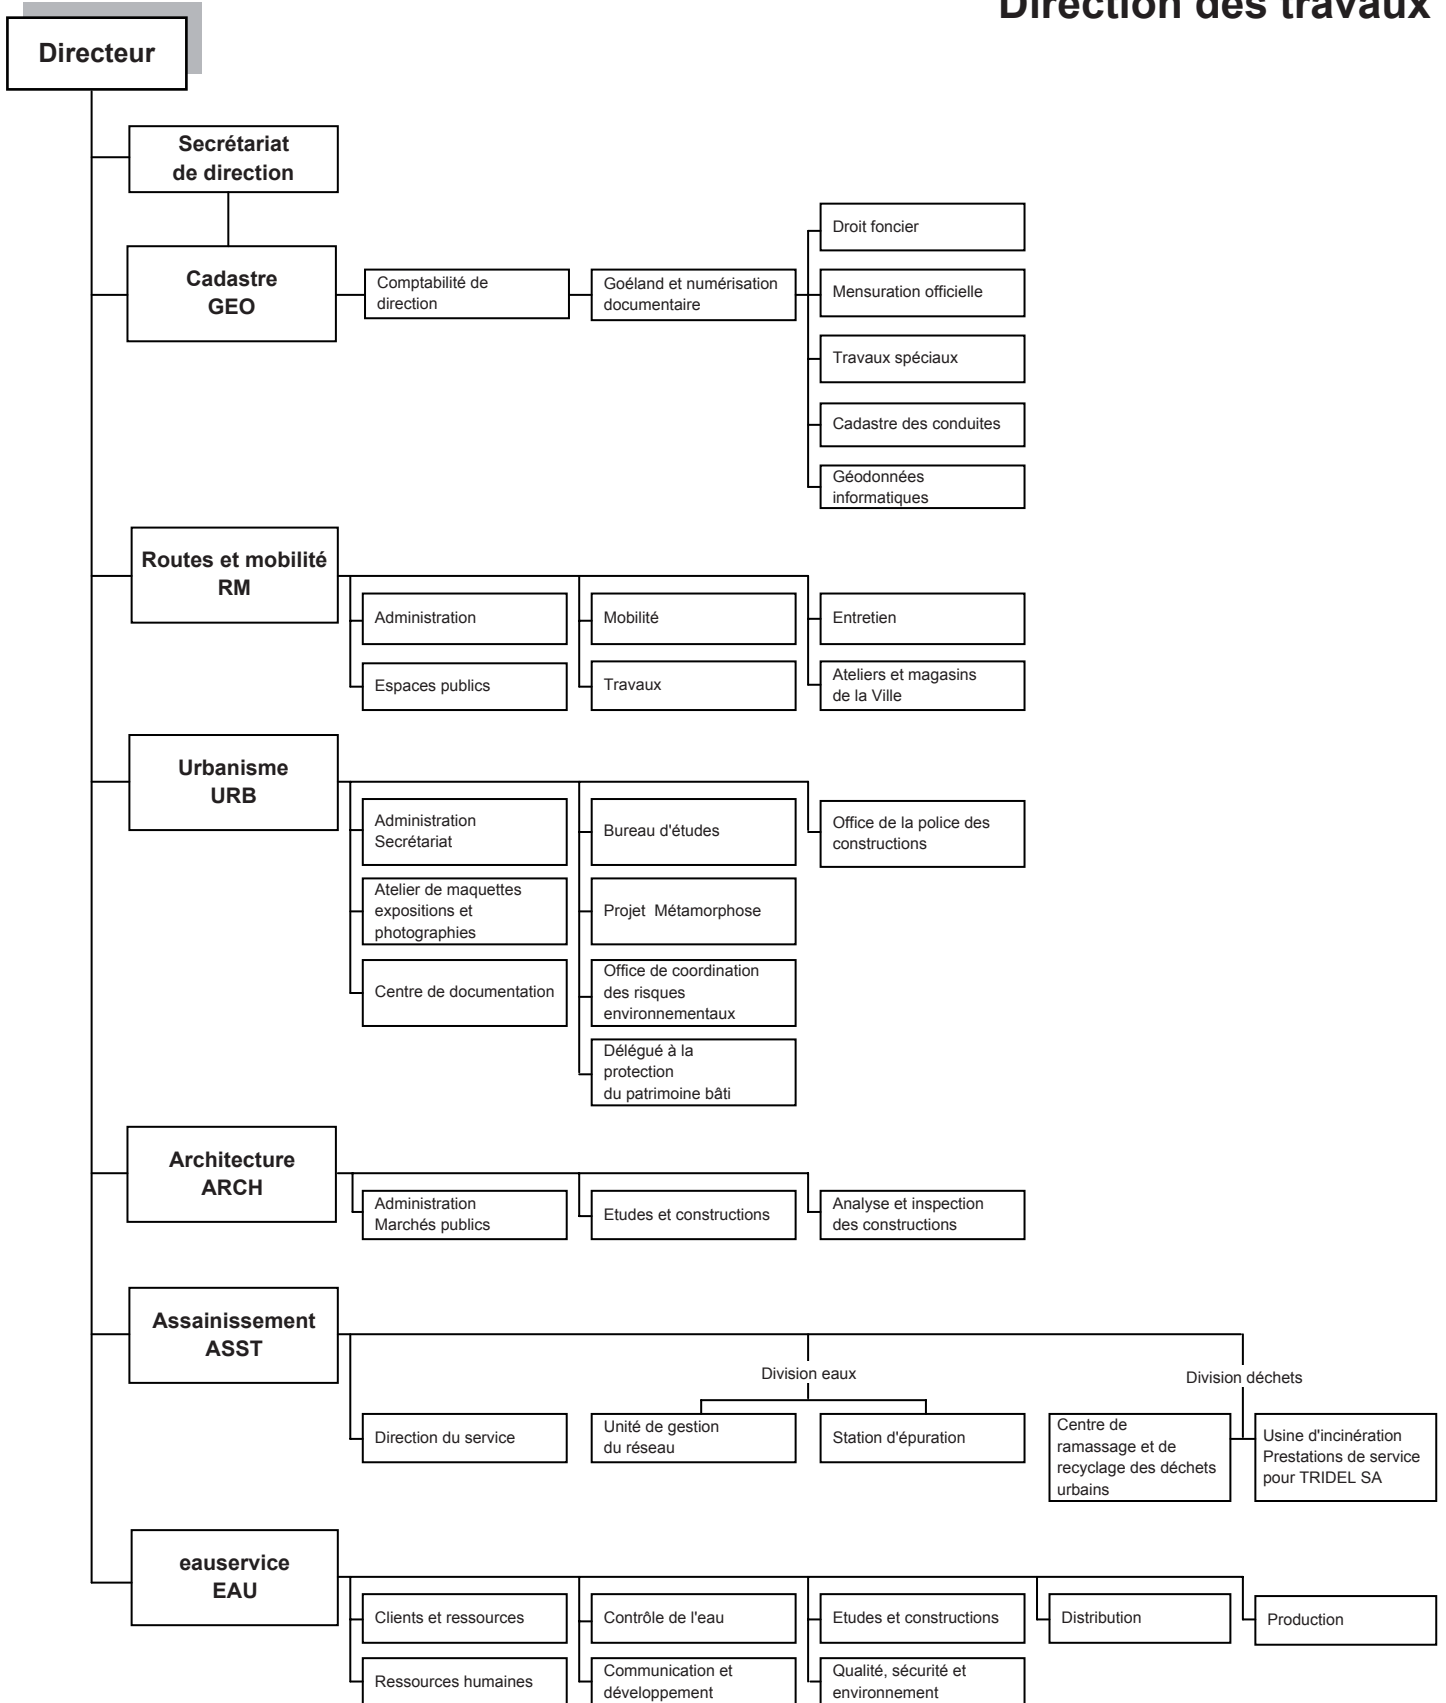 Direction des travaux
Directeur
Secrétariat
de direction
Cadastre
GEO
Comptabilité de
direction
Goéland et numérisation
documentaire
Droit foncier
Mensuration officielle
Travaux spéciaux
Cadastre des conduites
Géodonnées
informatiques
Routes et mobilité
RM
Administration
Mobilité
Entretien
Espaces publics
Travaux
Ateliers et magasins
de la Ville
Urbanisme
URB
Administration
Secrétariat
Bureau d'études
Office de la police des
constructions
Atelier de maquettes
expositions et
photographies
Projet Métamorphose
Centre de documentation
Office de coordination
des risques
environnementaux
Délégué à la
protection
du patrimoine bâti
Architecture
ARCH
Administration
Marchés publics
Etudes et constructions
Analyse et inspection
des constructions
Assainissement
ASST
Division eaux
Division déchets
Direction du service
Unité de gestion
du réseau
Station d'épuration
Centre de
ramassage et de
recyclage des déchets
urbains
Usine d'incinération
Prestations de service
pour TRIDEL SA
eauservice
EAU
Clients et ressources
Contrôle de l'eau
Etudes et constructions
Distribution
Production
Ressources humaines
Communication et
développement
Qualité, sécurité et
environnement